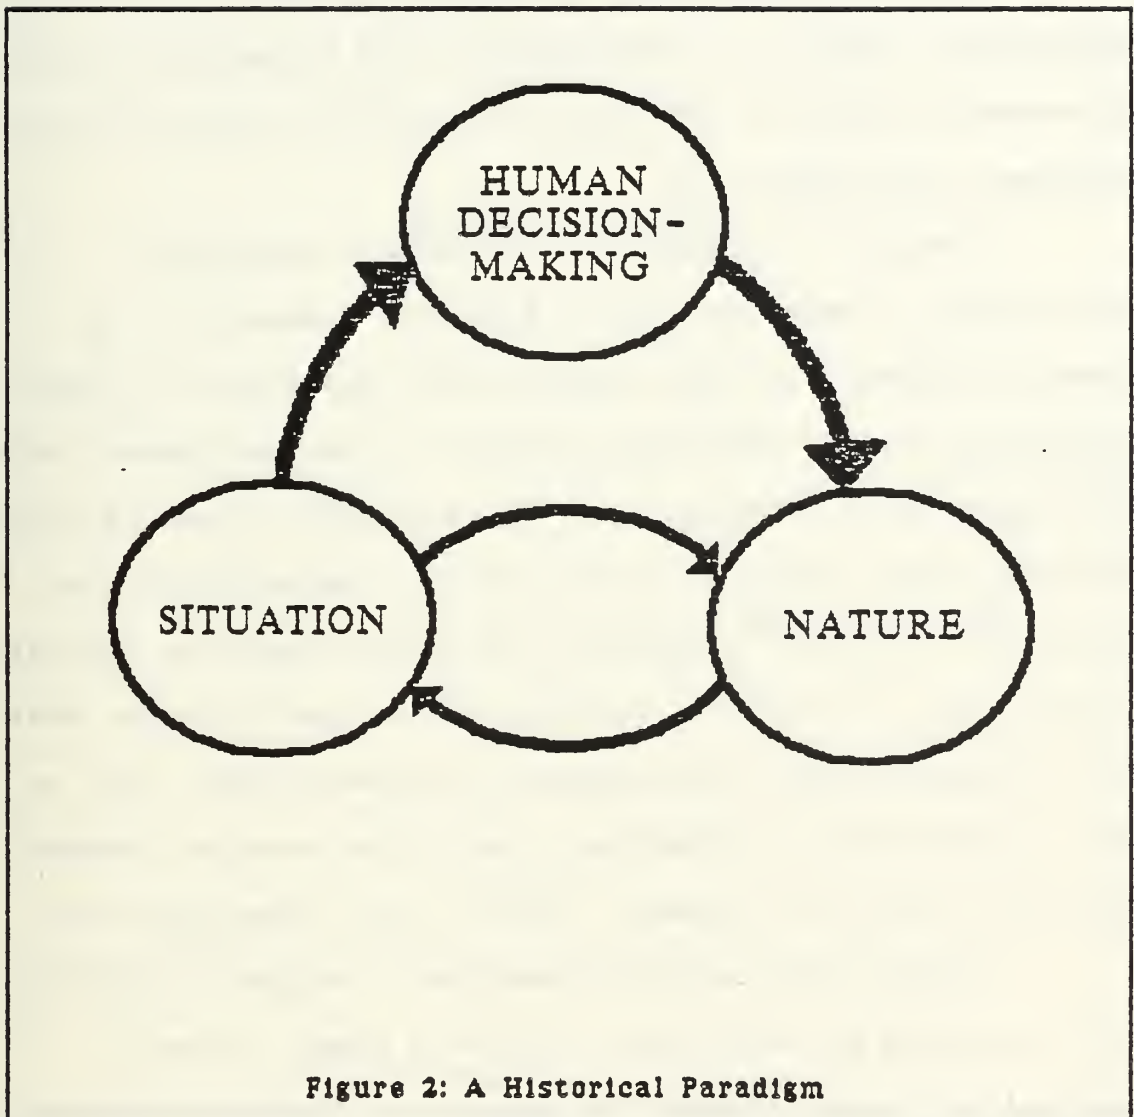 HUMAN
DECISION-
MAKING
SITUATION
NATURE
Figure 2: A Historical Paradigm